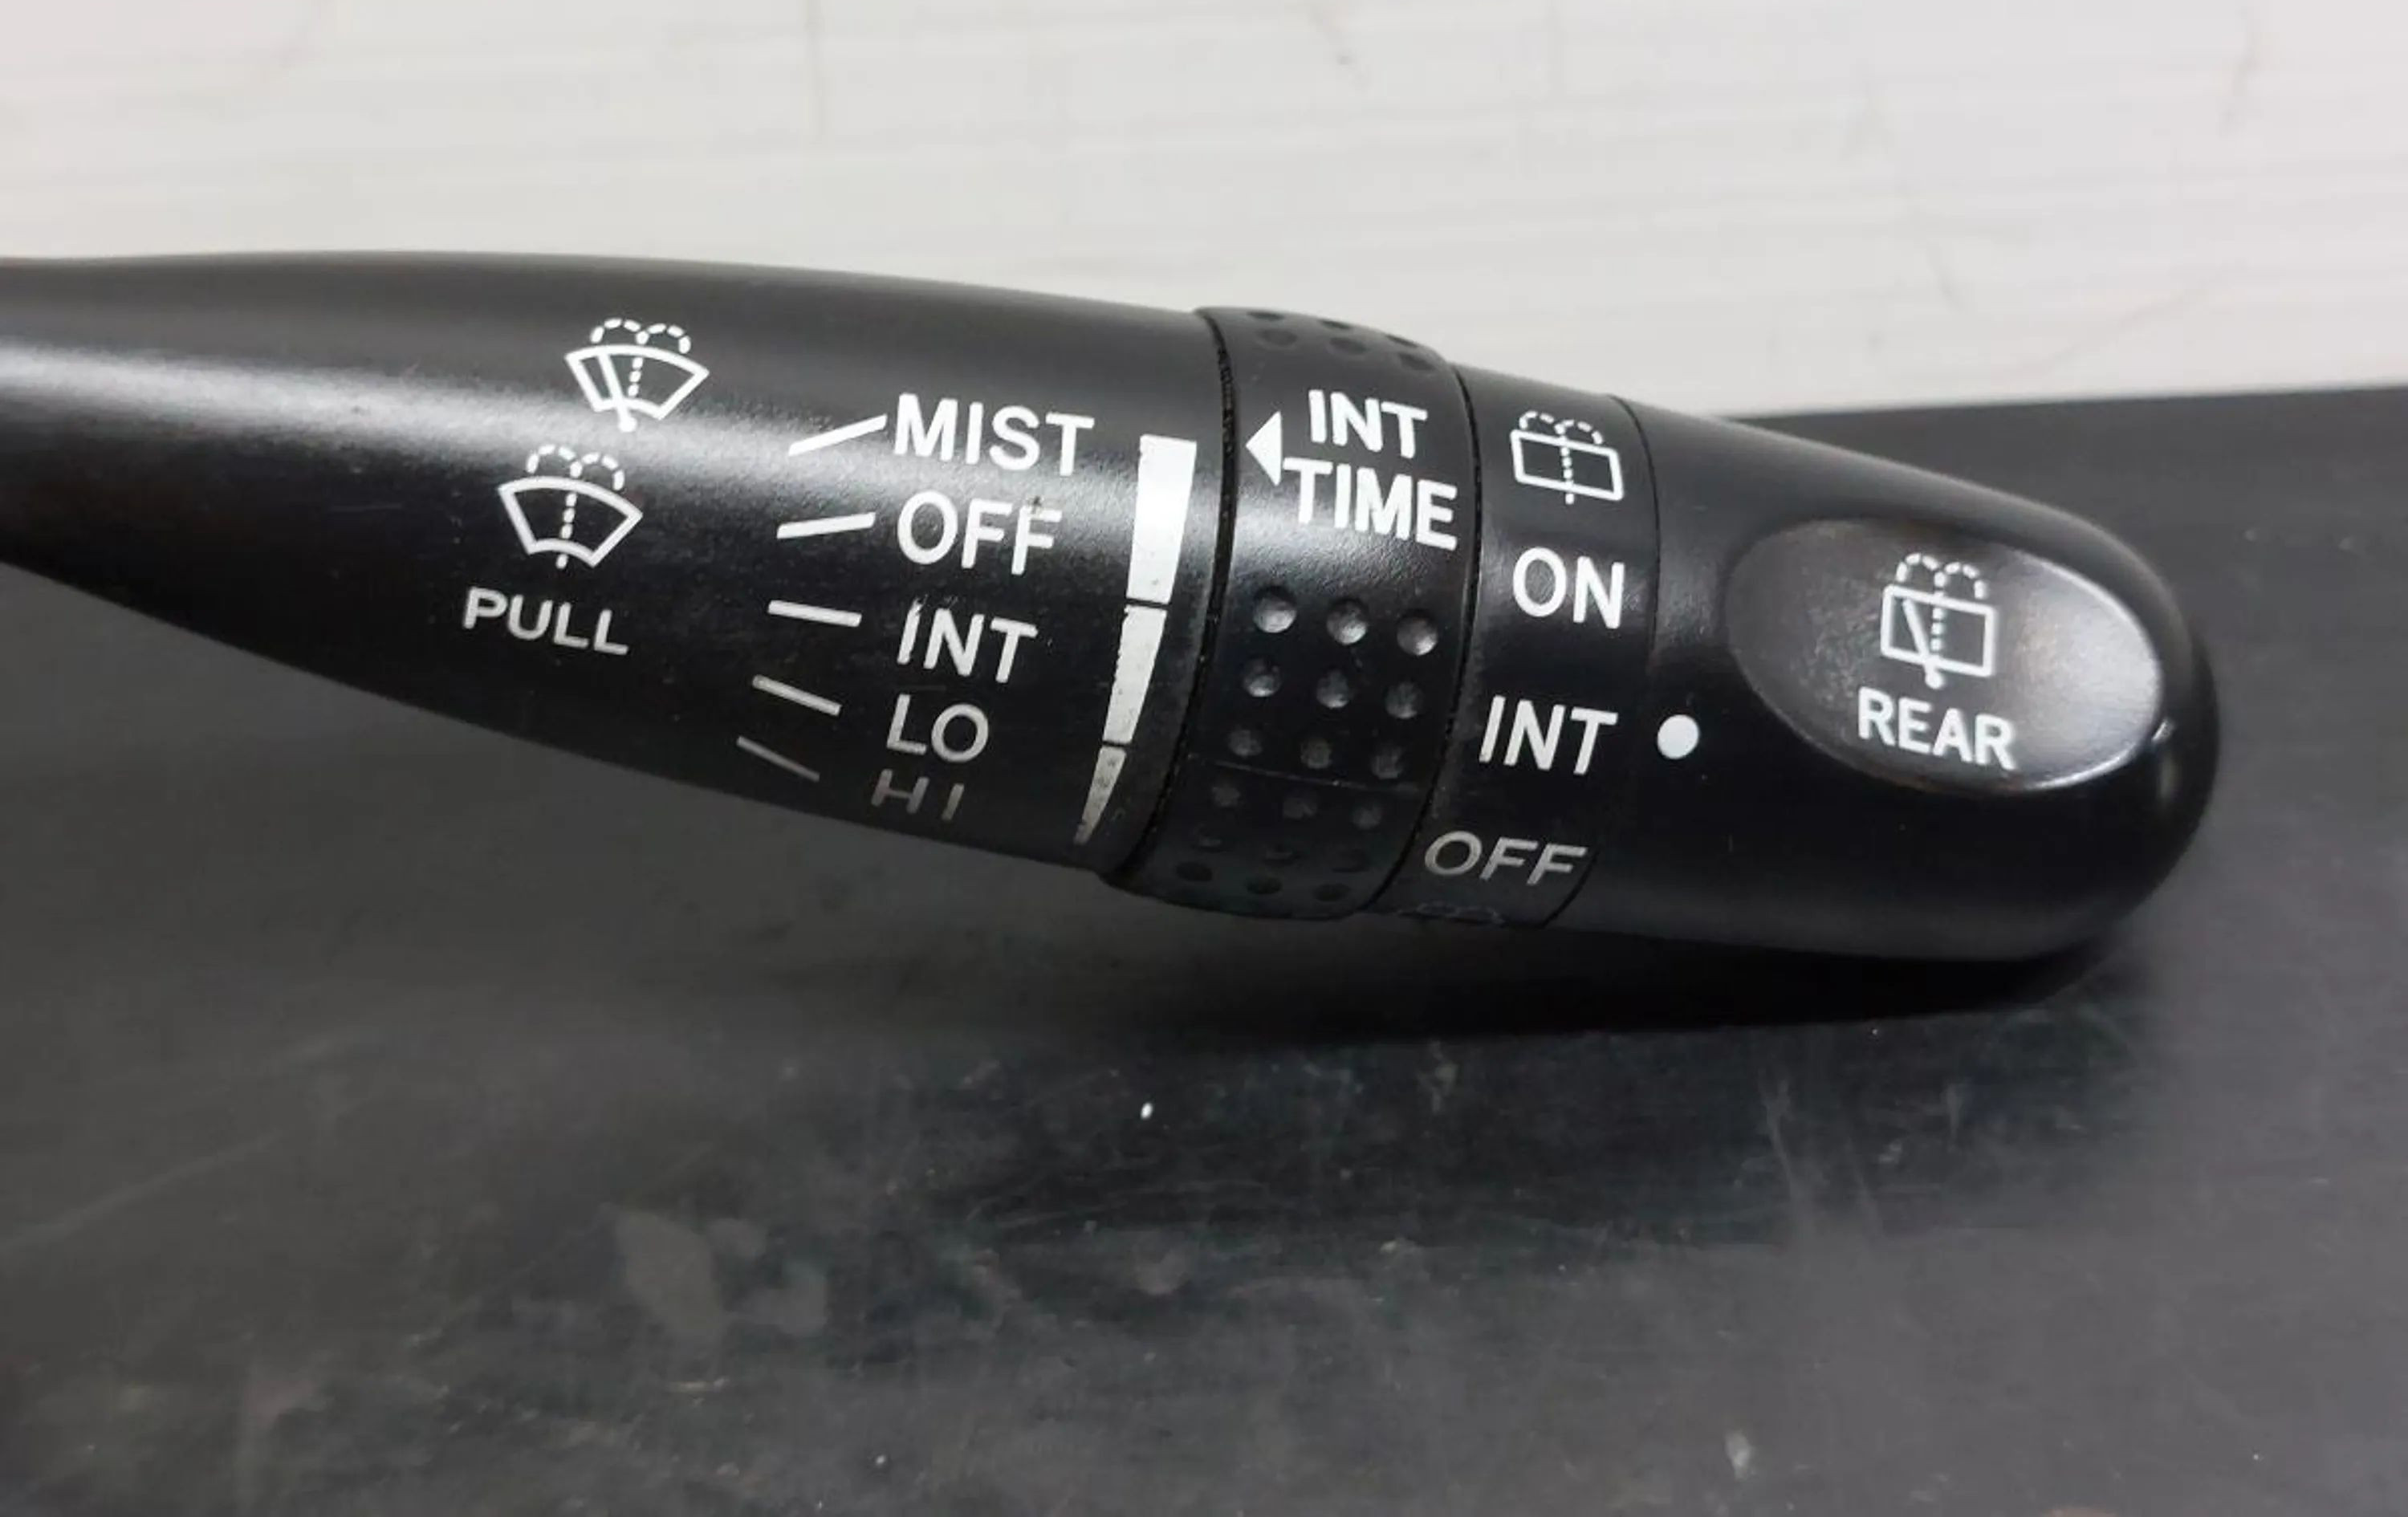 MIST
OFF
INT
LO
HI
PULL
INT
TIME
ON
INT
OFF
REAR